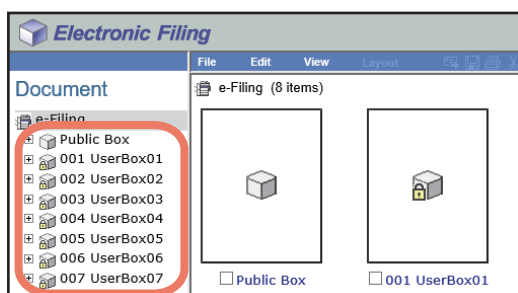 Electronic Filing
File Edit View Layout
Document
e-Filing (8 items)
e-Filing
Public Box
001 UserBox01
002 UserBox02
003 UserBox03
004 UserBox04
005 UserBox05
006 UserBox06
007 UserBox07
Public Box
001 UserBox01